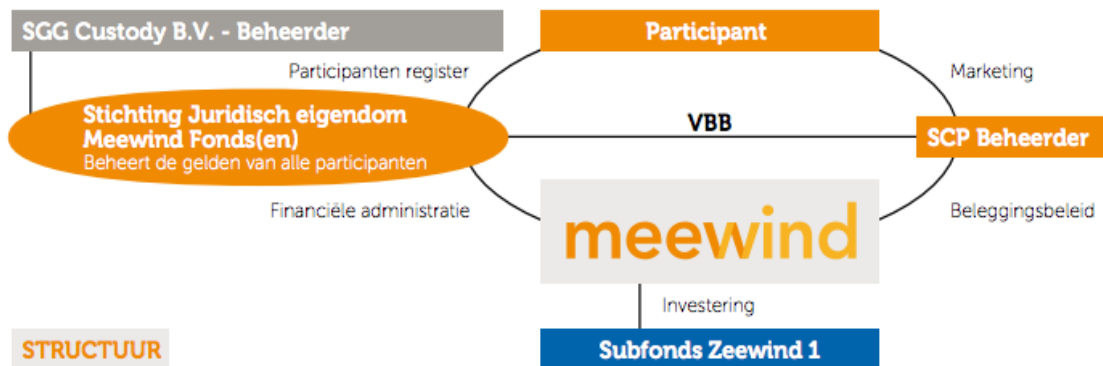 SGG Custody B.V. - Beheerder
Participant
Participanten register
Marketing
Stichting Juridisch eigendom
Meewind Fonds(en)
Beheert de gelden van alle participanten
VBB
SCP Beheerder
Financiële administratie
meewind
Beleggingsbeleid
Investering
STRUCTUUR
Subfonds Zeewind 1